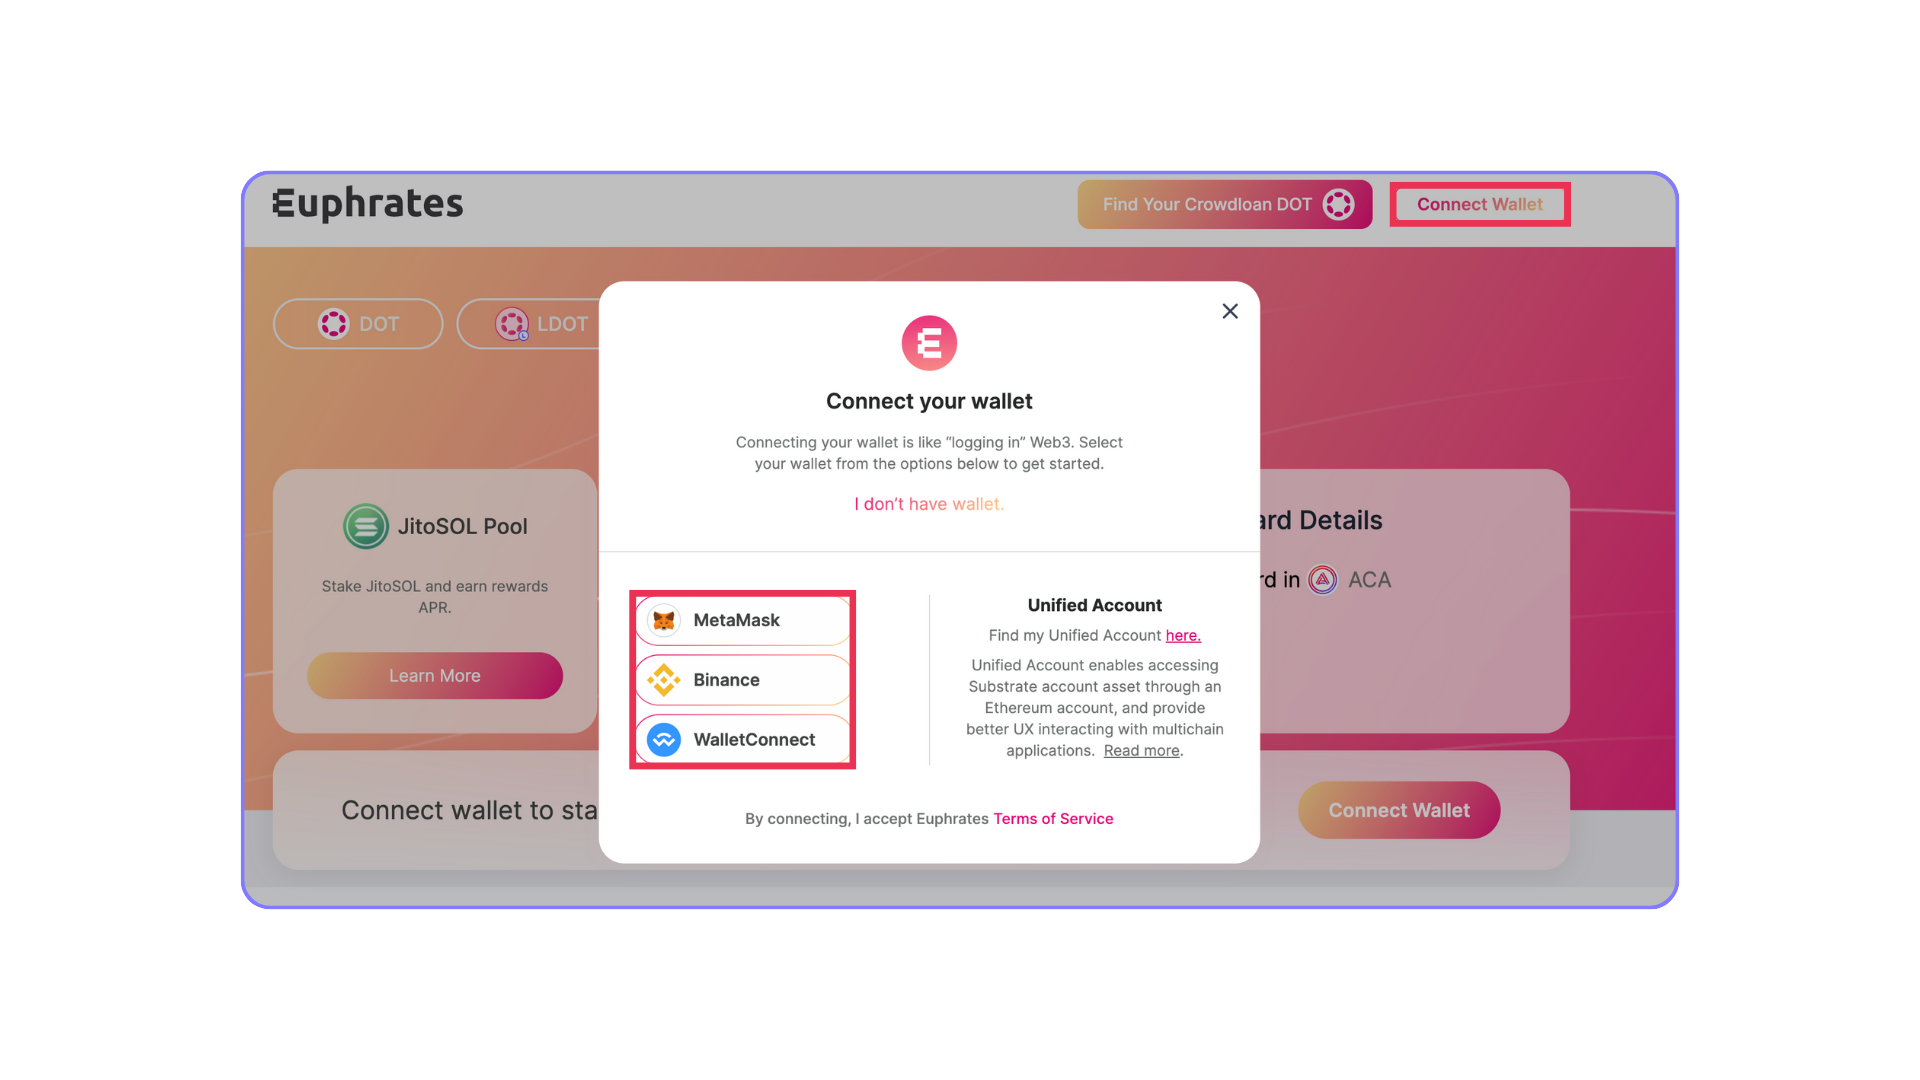 Euphrates
Find Your Crowdloan DOT
Connect Wallet
DOT
LDOT
Connect your wallet
Connecting your wallet is like “logging in” Web3. Select
your wallet from the options below to get started.
I don’t have wallet.
JitoSOL Pool
Stake JitoSOL and earn rewards
APR.
Learn More
MetaMask
Binance
WalletConnect
Unified Account
Find my Unified Account here.
Unified Account enables accessing
Substrate account asset through an
Ethereum account, and provide
better UX interacting with multichain
applications. Read more.
Details
in ACA
Connect wallet to
By connecting, I accept Euphrates Terms of Service
Connect Wallet